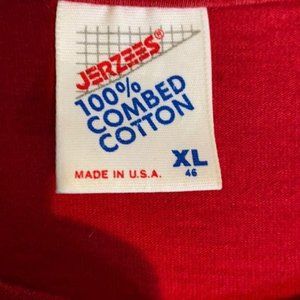 JERZEES®
100%
COMBED
COTTON
XL
46
MADE IN U.S.A.